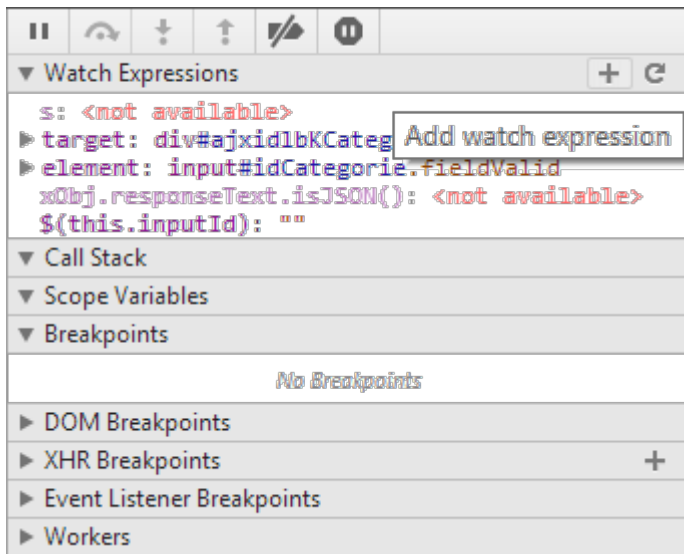 Watch Expressions
s: <not available>
target: div#ajxidlbKCateg
Add watch expression
element: input#idCategorie.fieldValid
xObj.responseText.isJSON(): <not available>
$(this.inputId): ""
Call Stack
Scope Variables
Breakpoints
No Breakpoints
DOM Breakpoints
XHR Breakpoints
Event Listener Breakpoints
Workers